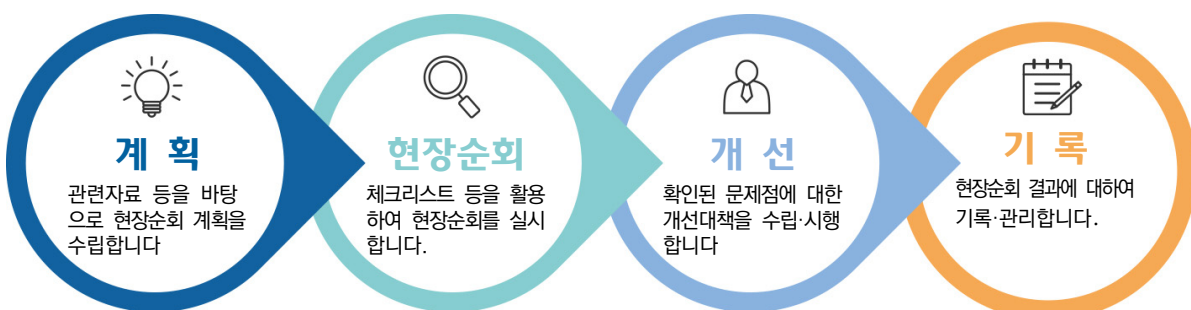 계 획
관련자료 등을 바탕
으로 현장순회 계획을
수립합니다
현장순회
체크리스트 등을 활용
하여 현장순회를 실시
합니다.
개 선
확인된 문제점에 대한
개선대책을 수립·시행
합니다
기 록
현장순회 결과에 대하여
기록·관리합니다.